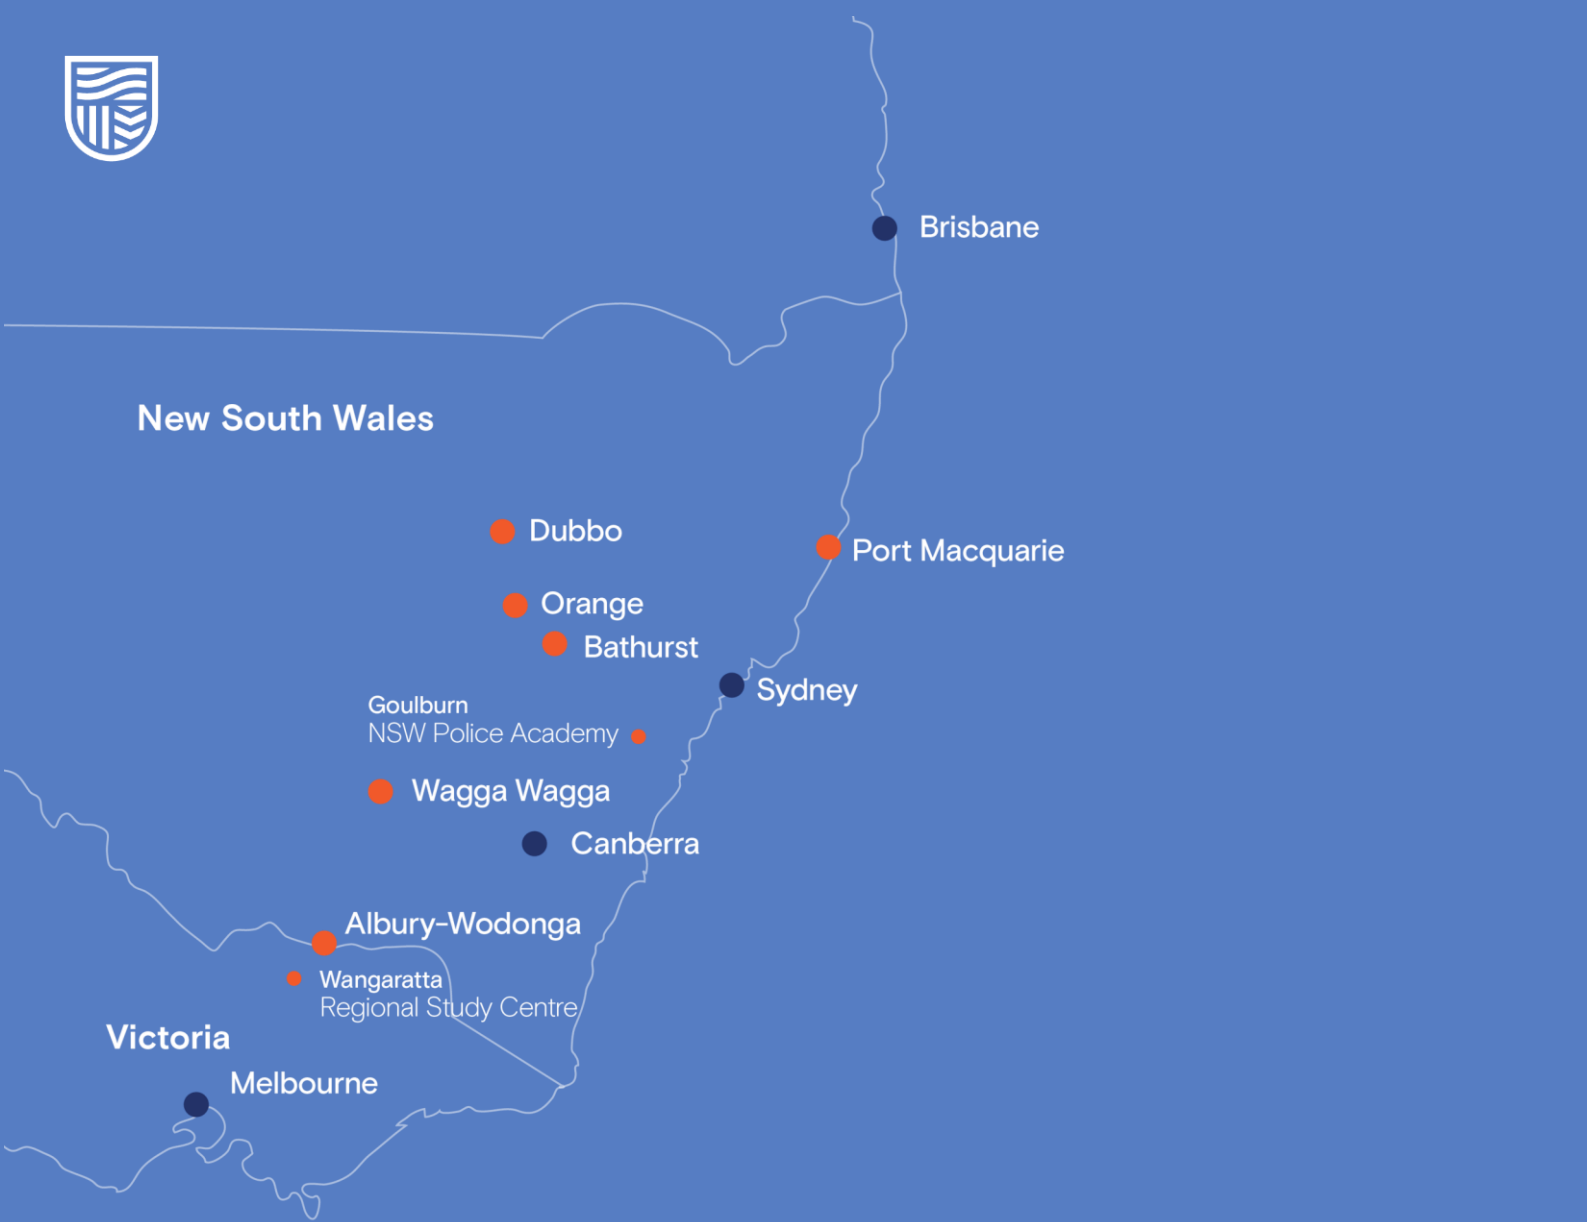 Brisbane
New South Wales
Dubbo
Port Macquarie
Orange
Bathurst
Sydney
Goulburn
NSW Police Academy
Wagga Wagga
Canberra
Albury-Wodonga
Wangaratta
Regional Study Centre
Victoria
Melbourne